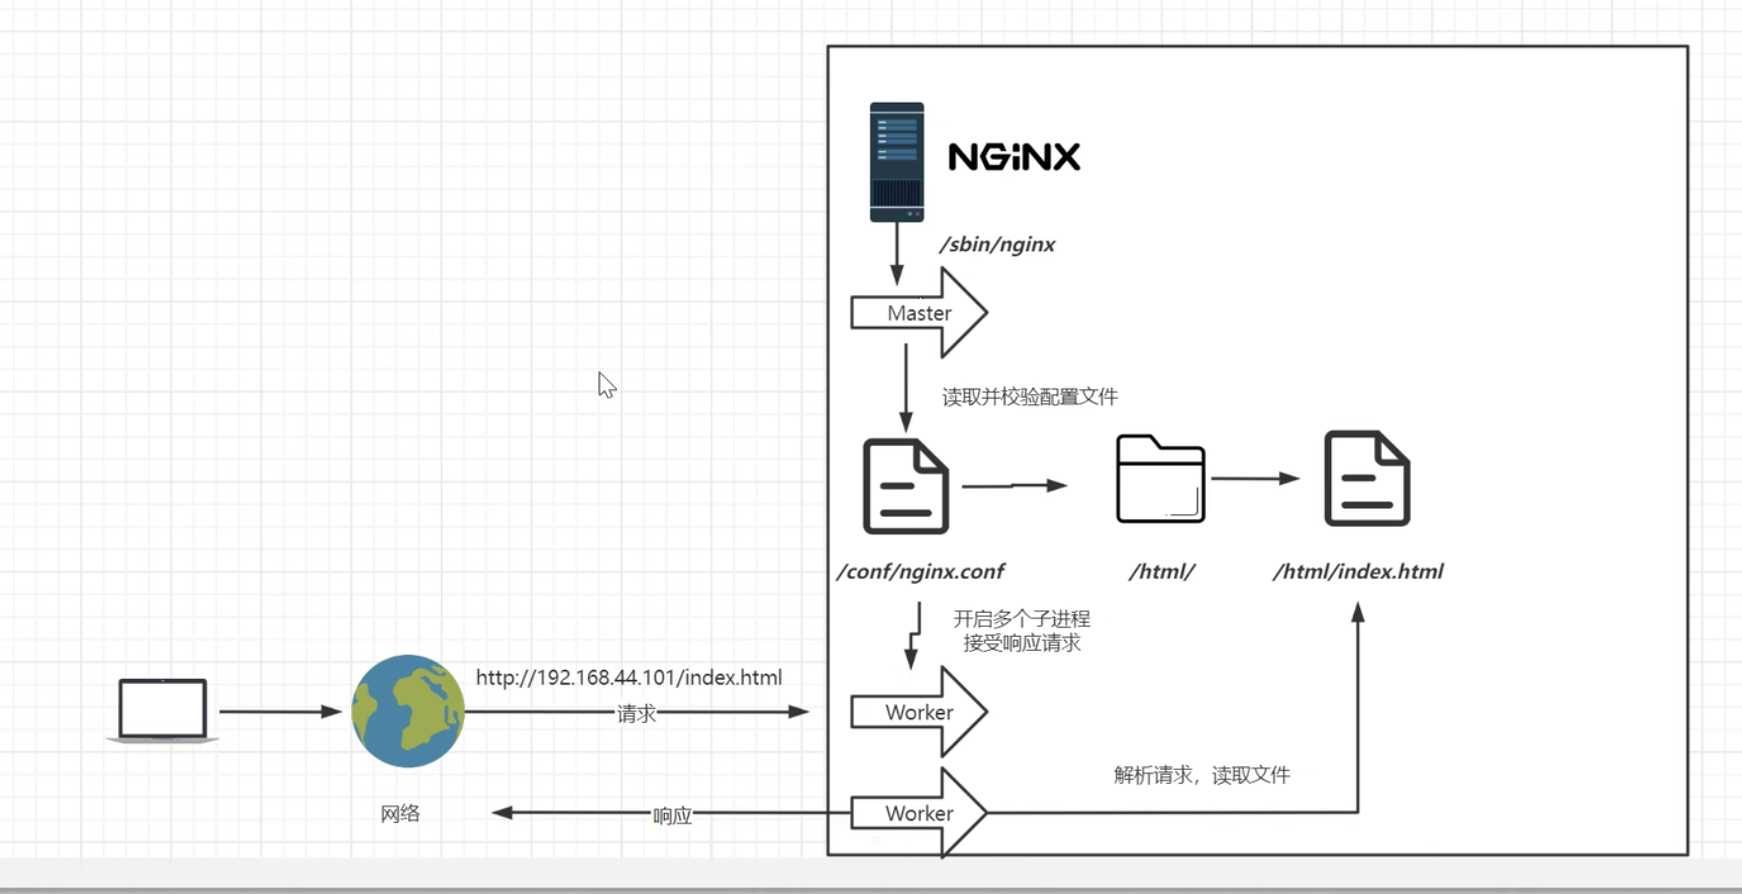 NGiNX
/sbin/nginx
Master
读取并校验配置文件
/conf/nginx.conf
/html/
/html/index.html
开启多个子进程
接受响应请求
http://192.168.44.101/index.html
请求
Worker
解析请求，读取文件
网络
响应
Worker